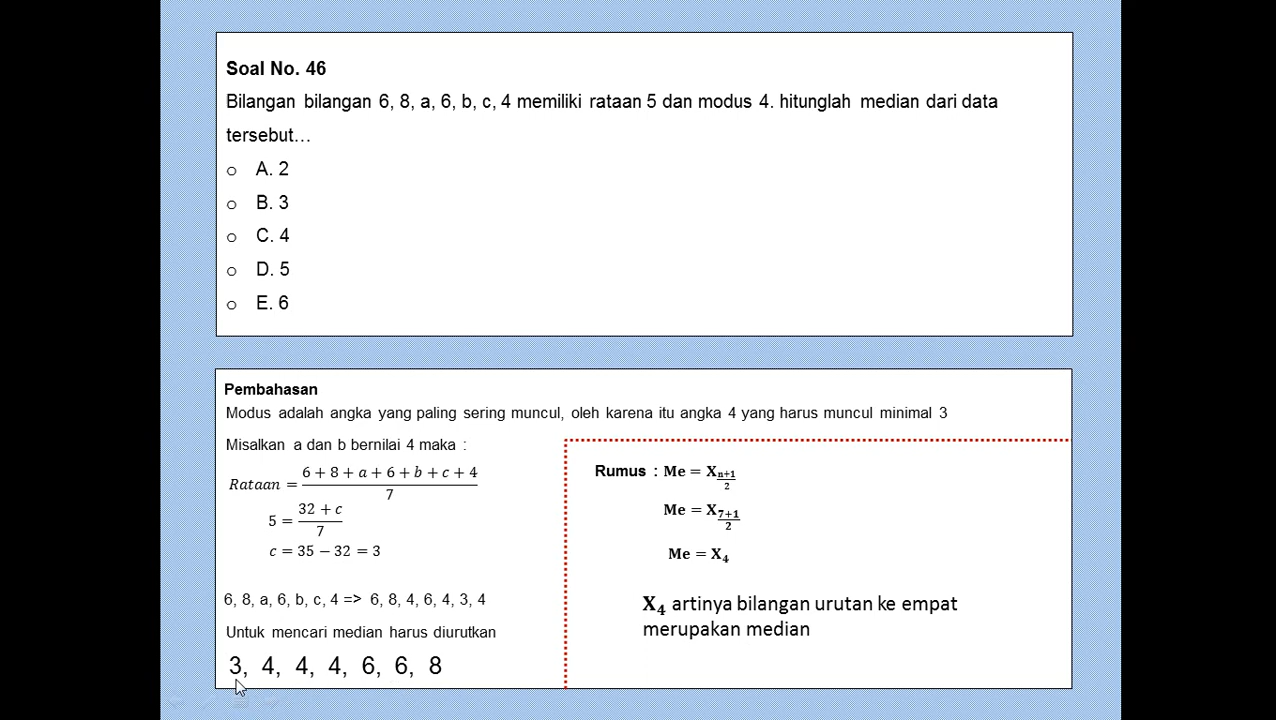 Soal No. 46
Bilangan bilangan 6, 8, a, 6, b, c, 4 memiliki rataan 5 dan modus 4. hitunglah median dari data
tersebut…
o A. 2
o B. 3
o C. 4
o D. 5
o E. 6
Pembahasan
Modus adalah angka yang paling sering muncul, oleh karena itu angka 4 yang harus muncul minimal 3
Misalkan a dan b bernilai 4 maka :
Rataan = (6 + 8 + a + 6 + b + c + 4)/7
5 = (32 + c)/7
c = 35 − 32 = 3
6, 8, a, 6, b, c, 4 => 6, 8, 4, 6, 4, 3, 4
Untuk mencari median harus diurutkan
3, 4, 4, 4, 6, 6, 8
Rumus : Me = X_((n+1)/2)
Me = X_((7+1)/2)
Me = X₄
X₄ artinya bilangan urutan ke empat
merupakan median